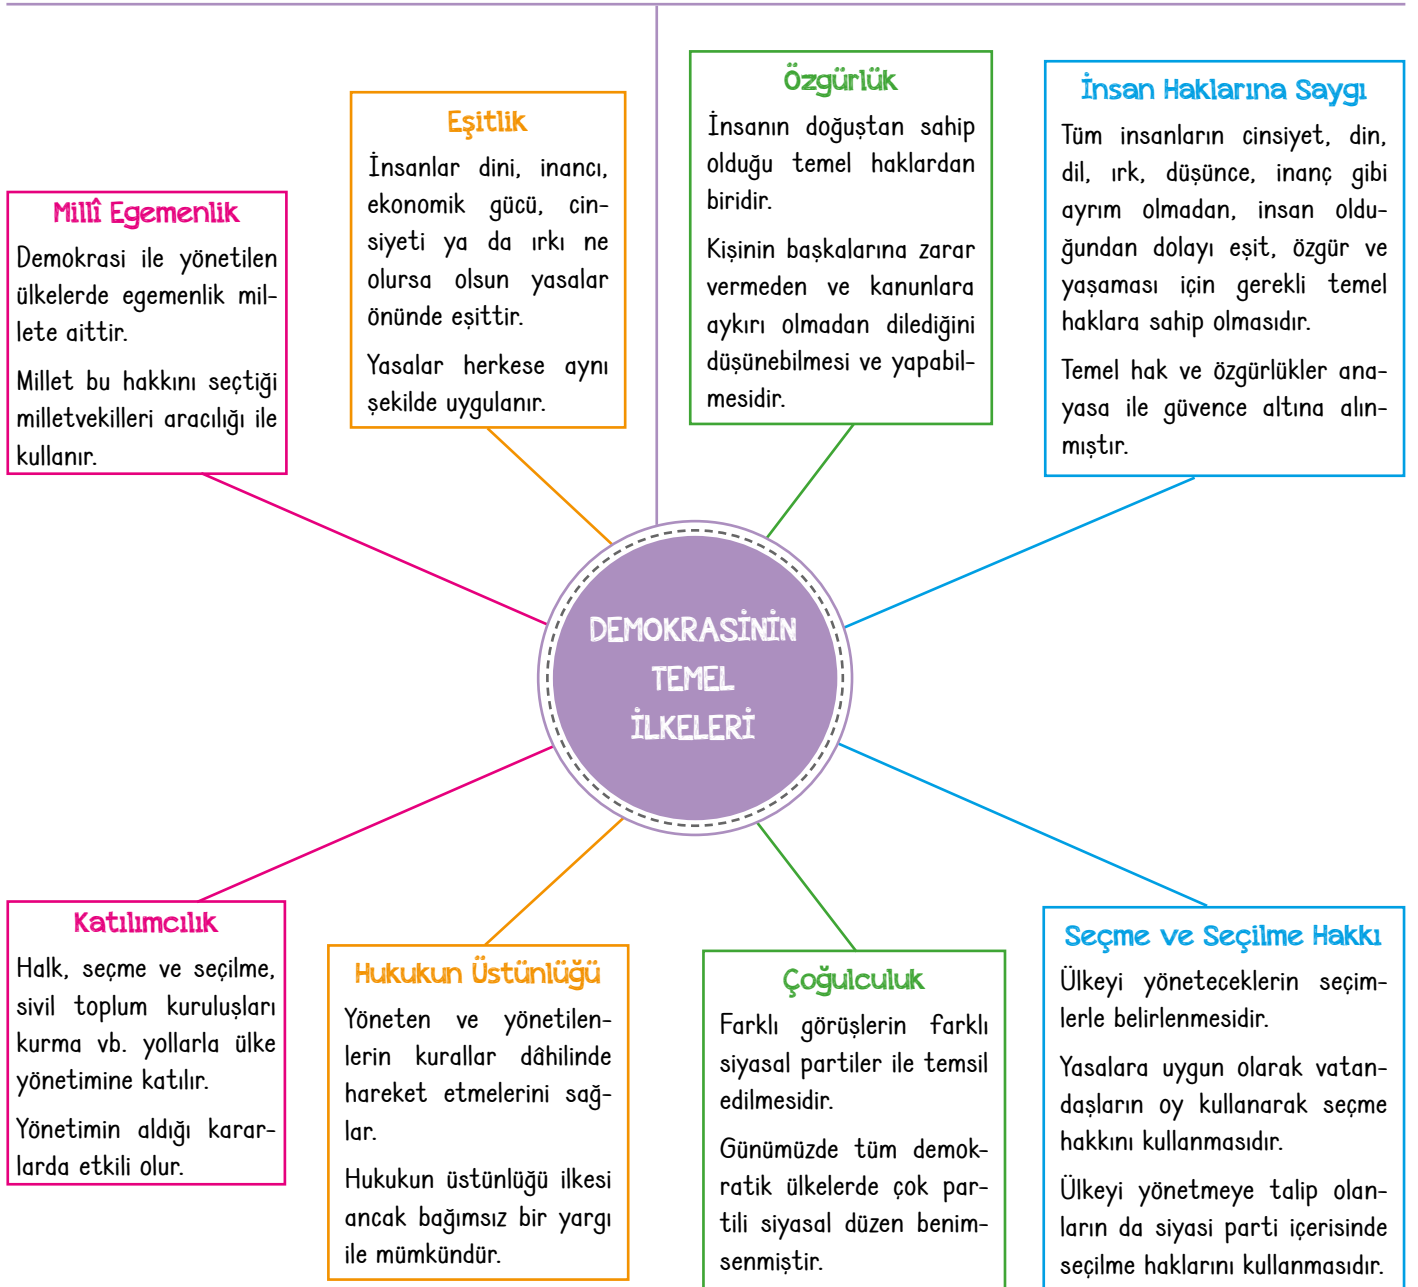 Millî Egemenlik
Demokrasi ile yönetilen
ülkelerde egemenlik mil-
lete aittir.
Millet bu hakkını seçtiği
milletvekilleri aracılığı ile
kullanır.
Eşitlik
İnsanlar dini, inancı,
ekonomik gücü, cin-
siyeti ya da ırkı ne
olursa olsun yasalar
önünde eşittir.
Yasalar herkese aynı
şekilde uygulanır.
Özgürlük
İnsanın doğuştan sahip
olduğu temel haklardan
biridir.
Kişinin başkalarına zarar
vermeden ve kanunlara
aykırı olmadan dilediğini
düşünebilmesi ve yapabil-
mesidir.
İnsan Haklarına Saygı
Tüm insanların cinsiyet, din,
dil, ırk, düşünce, inanç gibi
ayrım olmadan, insan oldu-
ğundan dolayı eşit, özgür ve
yaşaması için gerekli temel
haklara sahip olmasıdır.
Temel hak ve özgürlükler ana-
yasa ile güvence altına alın-
mıştır.
DEMOKRASİNİN
TEMEL
İLKELERİ
Katılımcılık
Halk, seçme ve seçilme,
sivil toplum kuruluşları
kurma vb. yollarla ülke
yönetimine katılır.
Yönetimin aldığı karar-
larda etkili olur.
Hukukun Üstünlüğü
Yöneten ve yönetilen-
lerin kurallar dâhilinde
hareket etmelerini sağ-
lar.
Hukukun üstünlüğü ilkesi
ancak bağımsız bir yargı
ile mümkündür.
Çoğulculuk
Farklı görüşlerin farklı
siyasal partiler ile temsil
edilmesidir.
Günümüzde tüm demok-
ratik ülkelerde çok par-
tili siyasal düzen benim-
senmiştir.
Seçme ve Seçilme Hakkı
Ülkeyi yöneteceklerin seçim-
lerle belirlenmesidir.
Yasalara uygun olarak vatan-
daşların oy kullanarak seçme
hakkını kullanmasıdır.
Ülkeyi yönetmeye talip olan-
ların da siyasi parti içerisinde
seçilme haklarını kullanmasıdır.